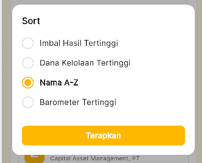 Sort
Imbal Hasil Tertinggi
Dana Kelolaan Tertinggi
Nama A-Z
Barometer Tertinggi
Terapkan
Capital Asset Management, PT